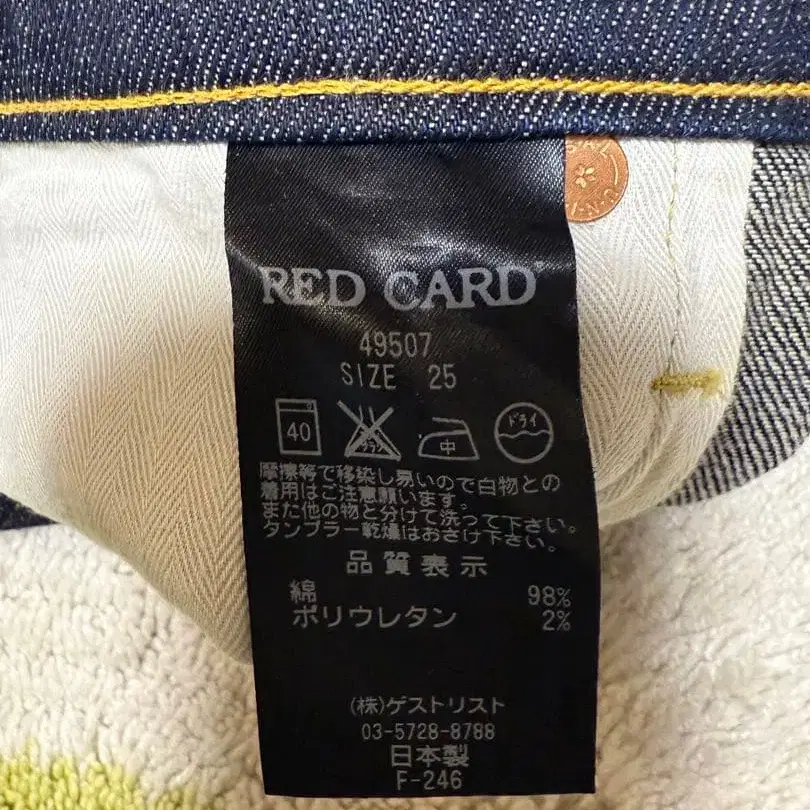 RED CARD
49507
SIZE 25
40 中 ドライ
摩擦等で移染し易いので白物との
着用はご注意願います。
また他の物と分けて洗って下さい。
タンブラー乾燥はおさけ下さい。
品質表示
綿 98%
ポリウレタン 2%
(株)ゲストリスト
03-5728-8788
日本製
F-246